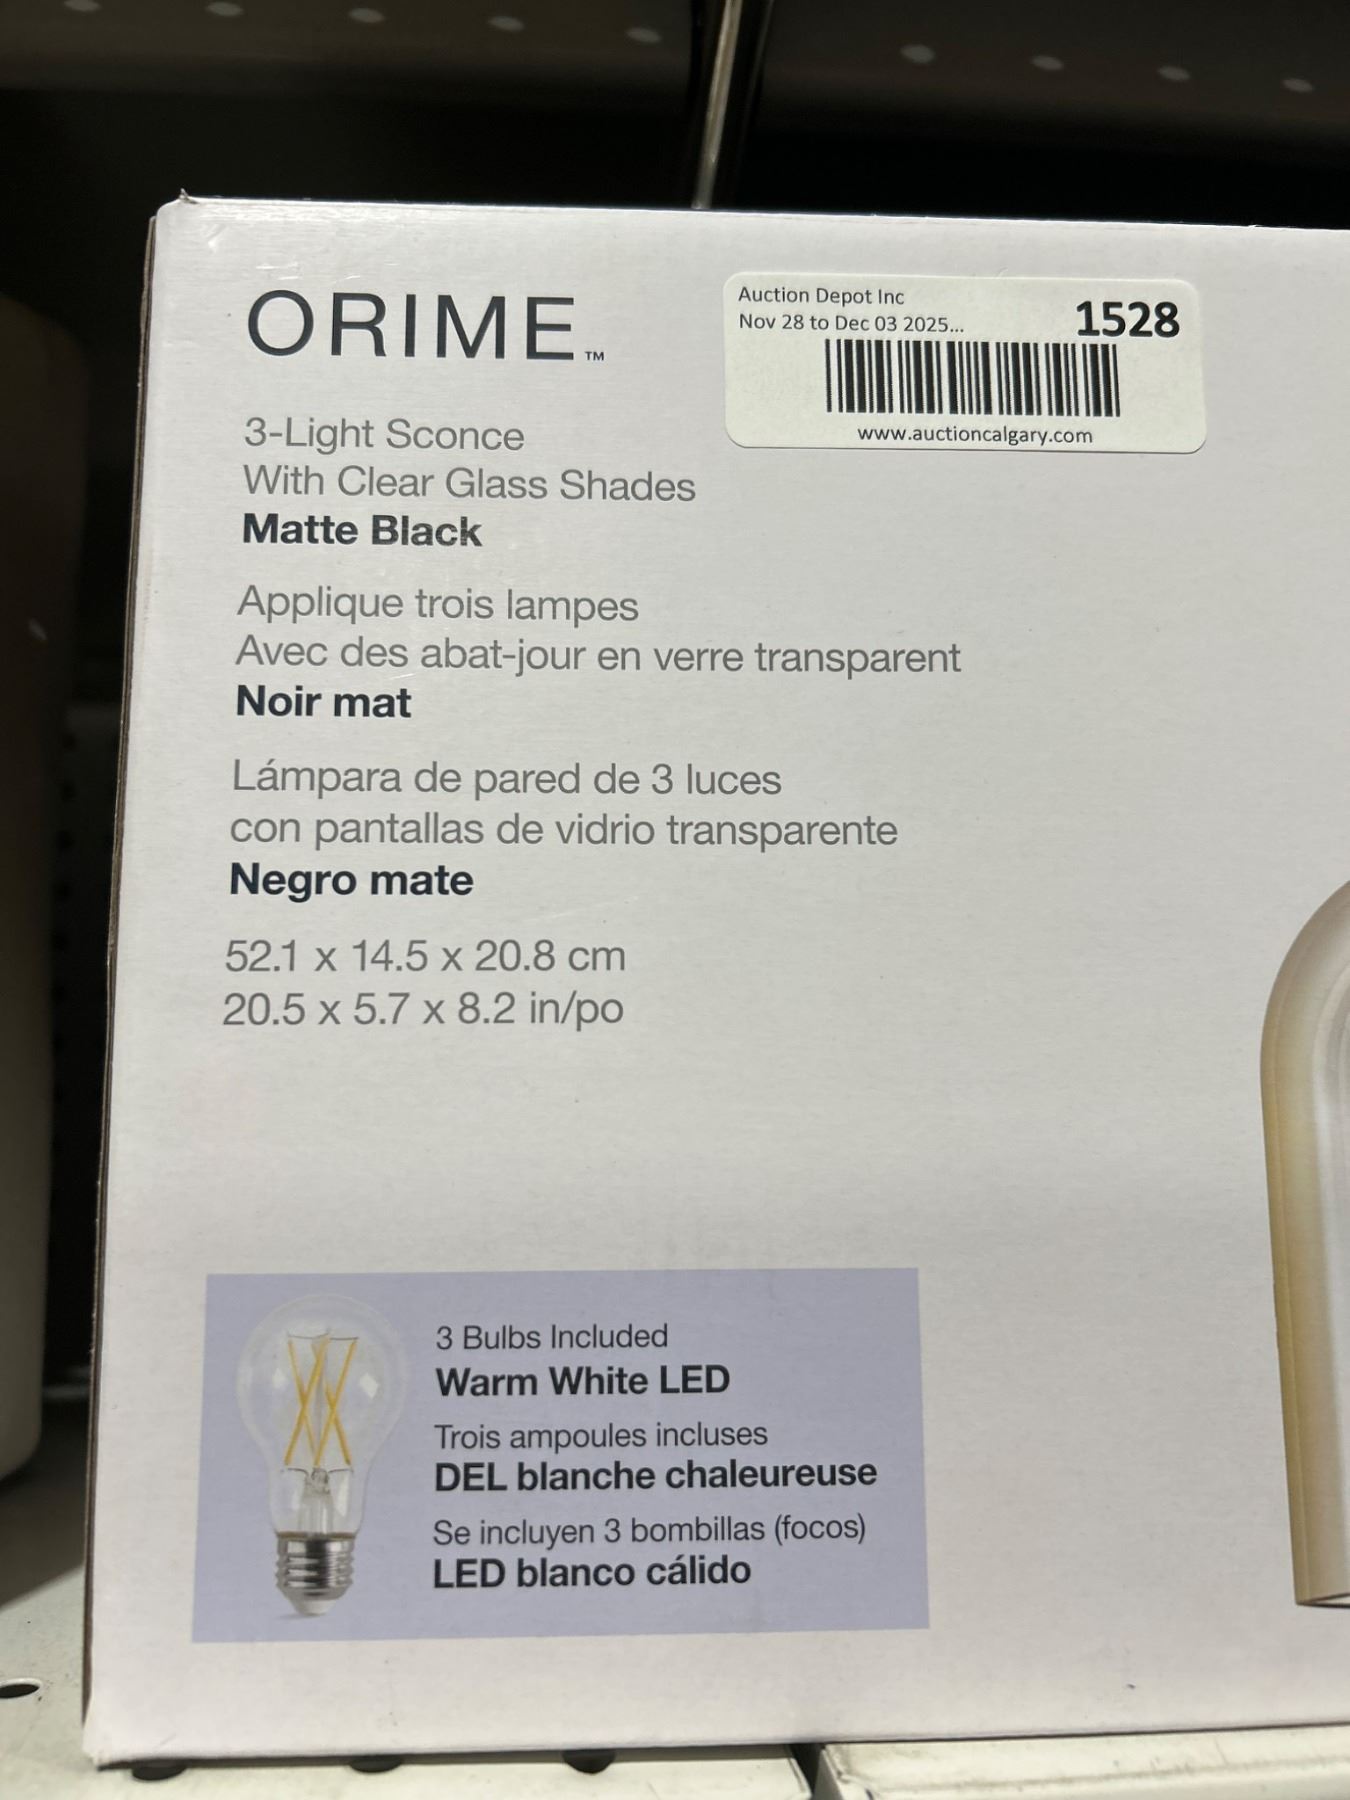 ORIME™
Auction Depot Inc
Nov 28 to Dec 03 2025...
1528
www.auctioncalgary.com
3-Light Sconce
With Clear Glass Shades
Matte Black
Applique trois lampes
Avec des abat-jour en verre transparent
Noir mat
Lámpara de pared de 3 luces
con pantallas de vidrio transparente
Negro mate
52.1 x 14.5 x 20.8 cm
20.5 x 5.7 x 8.2 in/po
3 Bulbs Included
Warm White LED
Trois ampoules incluses
DEL blanche chaleureuse
Se incluyen 3 bombillas (focos)
LED blanco cálido